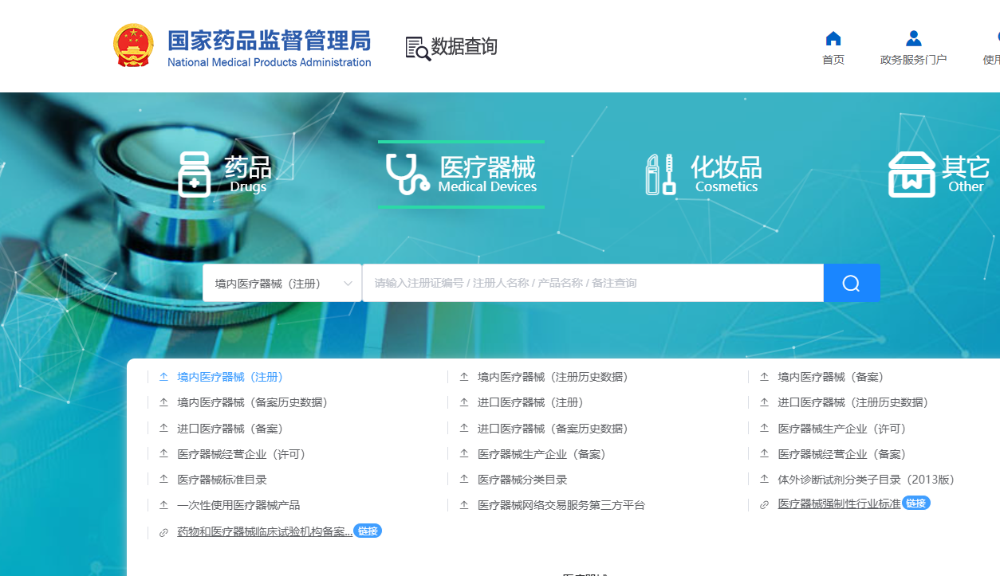 国家药品监督管理局
National Medical Products Administration
数据查询
首页
政务服务门户
使用
药品
Drugs
医疗器械
Medical Devices
化妆品
Cosmetics
其它
Other
境内医疗器械（注册）
请输入注册证编号 / 注册人名称 / 产品名称 / 备注查询
境内医疗器械（注册）
境内医疗器械（注册历史数据）
境内医疗器械（备案）
境内医疗器械（备案历史数据）
进口医疗器械（注册）
进口医疗器械（注册历史数据）
进口医疗器械（备案）
进口医疗器械（备案历史数据）
医疗器械生产企业（许可）
医疗器械经营企业（许可）
医疗器械生产企业（备案）
医疗器械经营企业（备案）
医疗器械标准目录
医疗器械分类目录
体外诊断试剂分类子目录（2013版）
一次性使用医疗器械产品
医疗器械网络交易服务第三方平台
医疗器械强制性行业标准 链接
药物和医疗器械临床试验机构备案... 链接